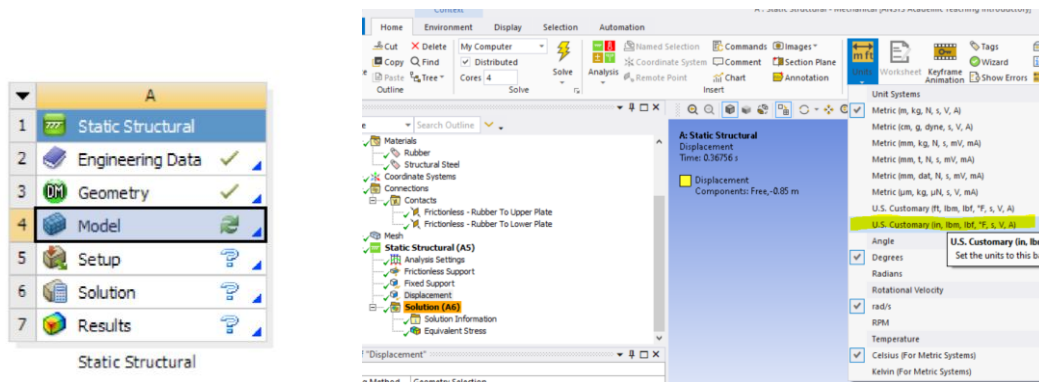 A
1 Static Structural
2 Engineering Data
3 Geometry
4 Model
5 Setup
6 Solution
7 Results
Static Structural
Context
A : Static Structural - Mechanical [ANSYS Academic Teaching Introductory]
Home Environment Display Selection Automation
Cut Delete My Computer Named Selection Commands Images Tags
Copy Find Distributed Coordinate System Comment Section Plane Wizard
Paste Tree Cores 4 Solve Analysis Remote Point Chart Annotation Units Worksheet Keyframe Animation Show Errors
Outline Solve Insert
Search Outline
Materials
Rubber
Structural Steel
Coordinate Systems
Connections
Contacts
Frictionless - Rubber To Upper Plate
Frictionless - Rubber To Lower Plate
Mesh
Static Structural (A5)
Analysis Settings
Frictionless Support
Fixed Support
Displacement
Solution (A6)
Solution Information
Equivalent Stress
"Displacement"
Geometry Selection
A: Static Structural
Displacement
Time: 0.36756 s
Displacement
Components: Free,-0.85 m
Unit Systems
Metric (m, kg, N, s, V, A)
Metric (cm, g, dyne, s, V, A)
Metric (mm, kg, N, s, mV, mA)
Metric (mm, t, N, s, mV, mA)
Metric (mm, dat, N, s, mV, mA)
Metric (µm, kg, µN, s, V, mA)
U.S. Customary (ft, lbm, lbf, °F, s, V, A)
U.S. Customary (in, lbm, lbf, °F, s, V, A)
U.S. Customary (in, lb
Set the units to this b
Angle
Degrees
Radians
Rotational Velocity
rad/s
RPM
Temperature
Celsius (For Metric Systems)
Kelvin (For Metric Systems)